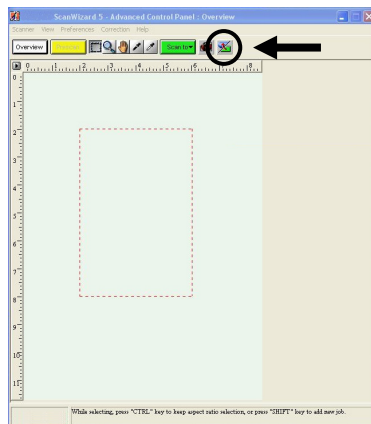 ScanWizard 5 - Advanced Control Panel : Overview
Scanner View Preferences Correction Help
Overview Scan to
0 1 2 3 4 5 6 7 8
0
1
2
3
4
5
6
7
8
9
10
11
While selecting, press "CTRL" key to keep aspect ratio selection, or press "SHIFT" key to add new job.